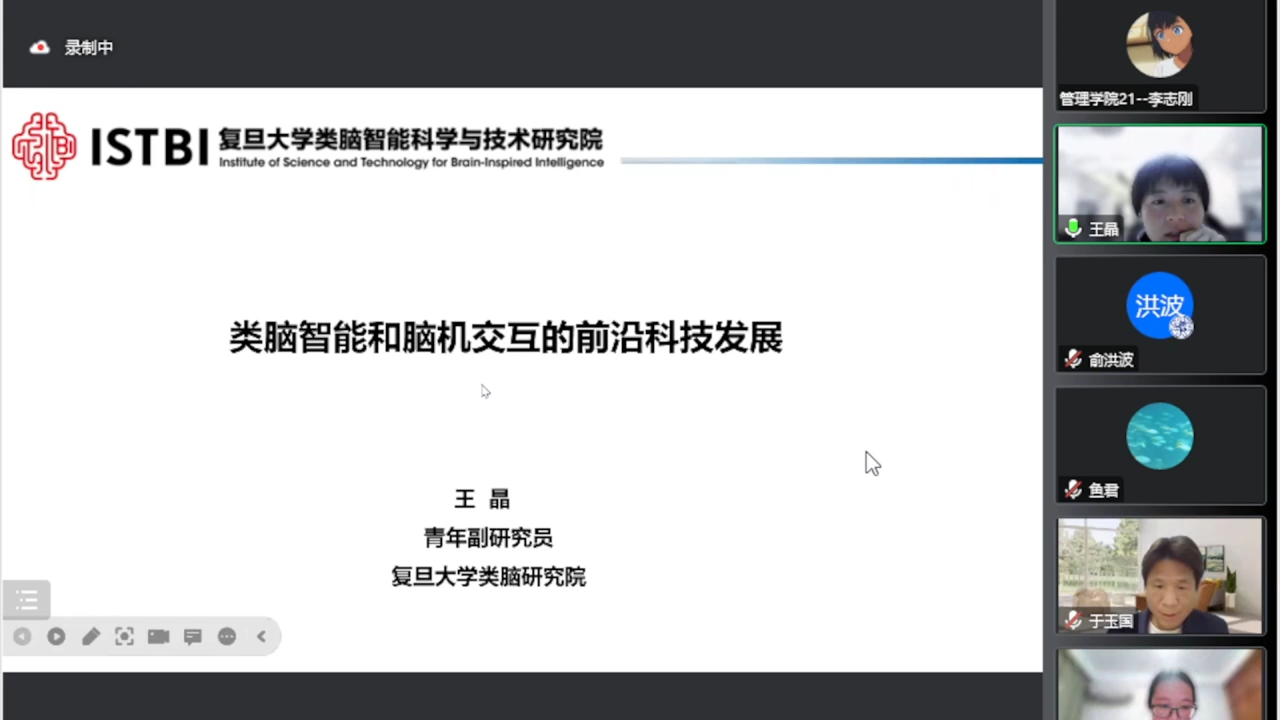 录制中
ISTBI
复旦大学类脑智能科学与技术研究院
Institute of Science and Technology for Brain-Inspired Intelligence
类脑智能和脑机交互的前沿科技发展
王 晶
青年副研究员
复旦大学类脑研究院
管理学院21--李志刚
王晶
洪波
俞洪波
鱼君
于玉国